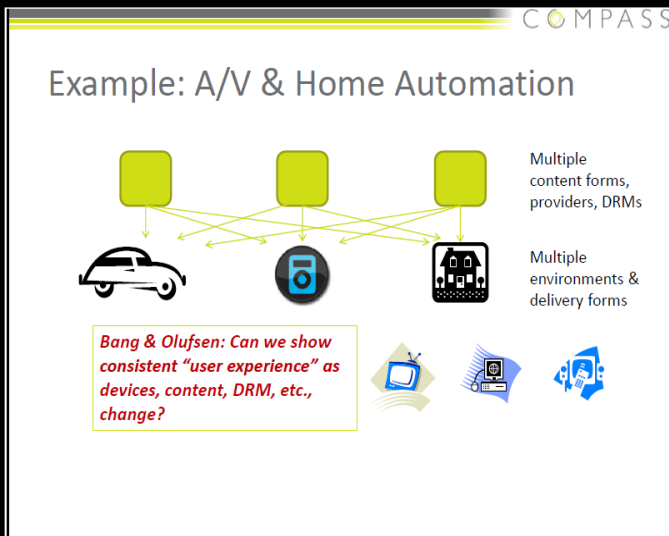 COMPASS
Example: A/V & Home Automation
Multiple
content forms,
providers, DRMs
Multiple
environments &
delivery forms
Bang & Olufsen: Can we show
consistent “user experience” as
devices, content, DRM, etc.,
change?